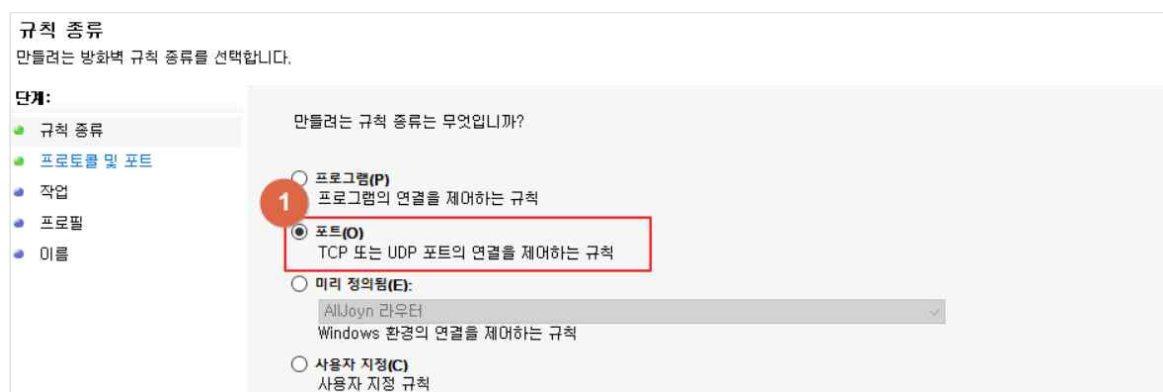 규칙 종류
만들려는 방화벽 규칙 종류를 선택합니다.
단계:
규칙 종류
프로토콜 및 포트
작업
프로필
이름
만들려는 규칙 종류는 무엇입니까?
프로그램(P)
프로그램의 연결을 제어하는 규칙
1
포트(O)
TCP 또는 UDP 포트의 연결을 제어하는 규칙
미리 정의됨(E):
AllJoyn 라우터
Windows 환경의 연결을 제어하는 규칙
사용자 지정(C)
사용자 지정 규칙